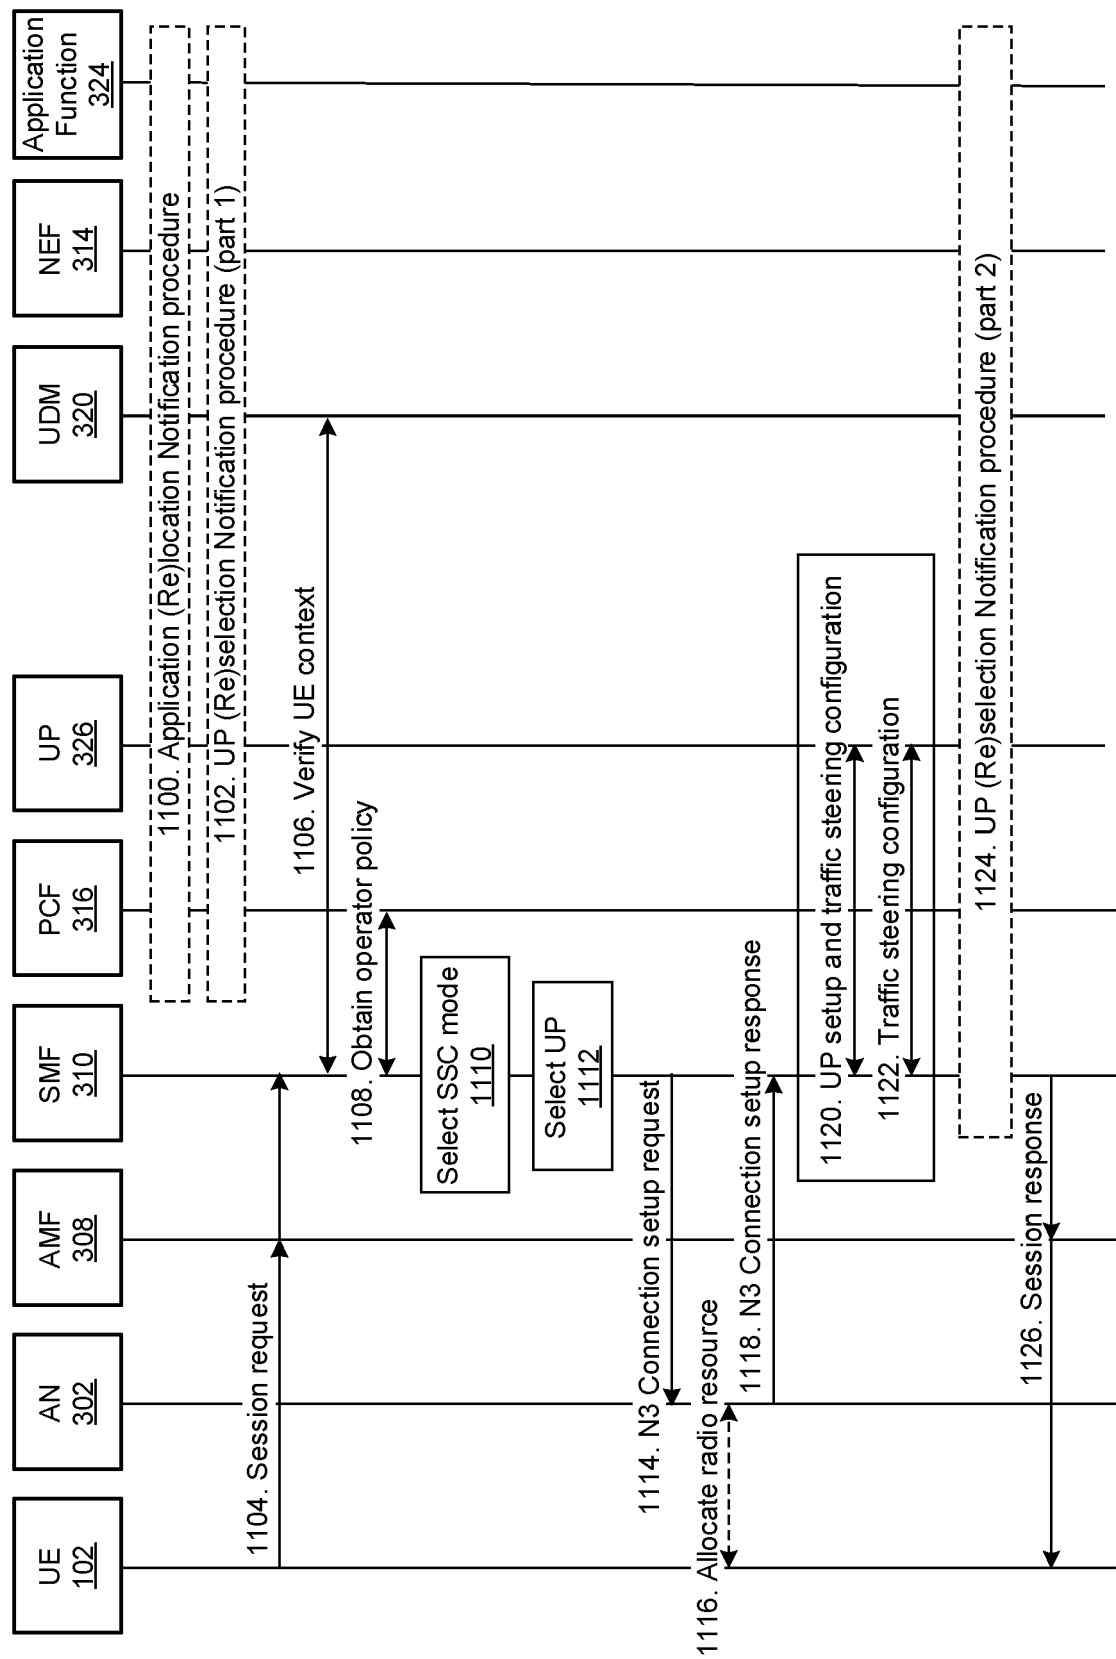 UE
102
AN
302
AMF
308
SMF
310
PCF
316
UP
326
UDM
320
NEF
314
Application
Function
324
1100. Application (Re)location Notification procedure
1102. UP (Re)selection Notification procedure (part 1)
1104. Session request
1106. Verify UE context
1108. Obtain operator policy
Select SSC mode
1110
Select UP
1112
1114. N3 Connection setup request
1116. Allocate radio resource
1118. N3 Connection setup response
1120. UP setup and traffic steering configuration
1122. Traffic steering configuration
1124. UP (Re)selection Notification procedure (part 2)
1126. Session response